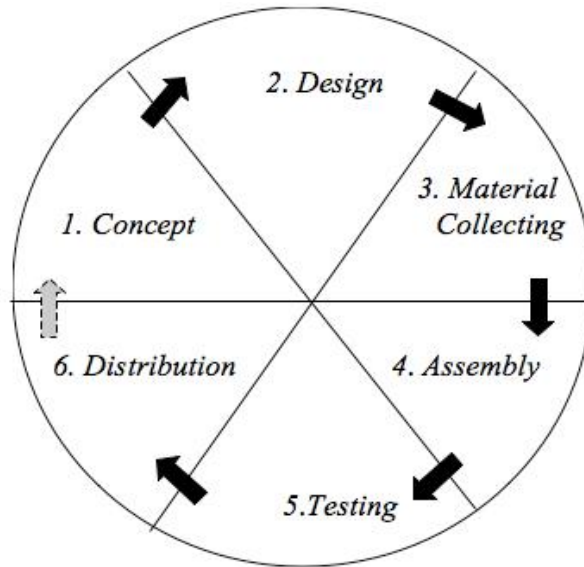 1. Concept
2. Design
3. Material
Collecting
4. Assembly
5.Testing
6. Distribution